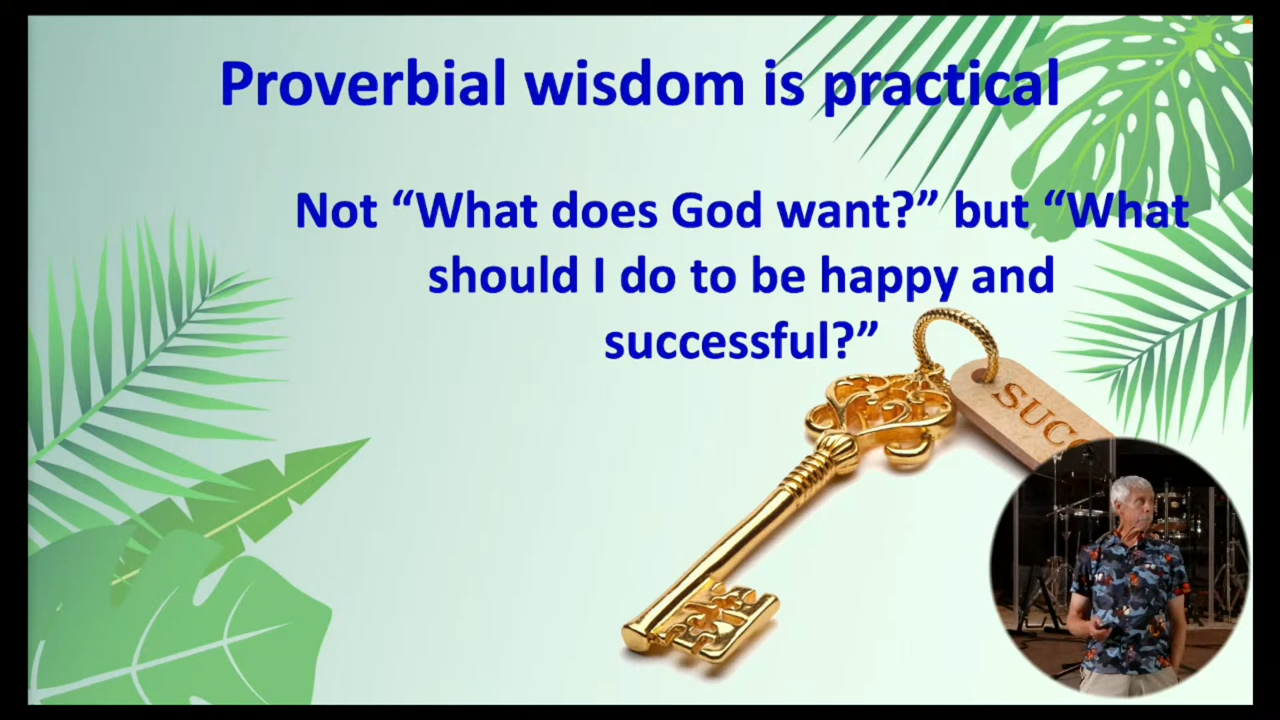 Proverbial wisdom is practical
Not “What does God want?” but “What
should I do to be happy and
successful?”